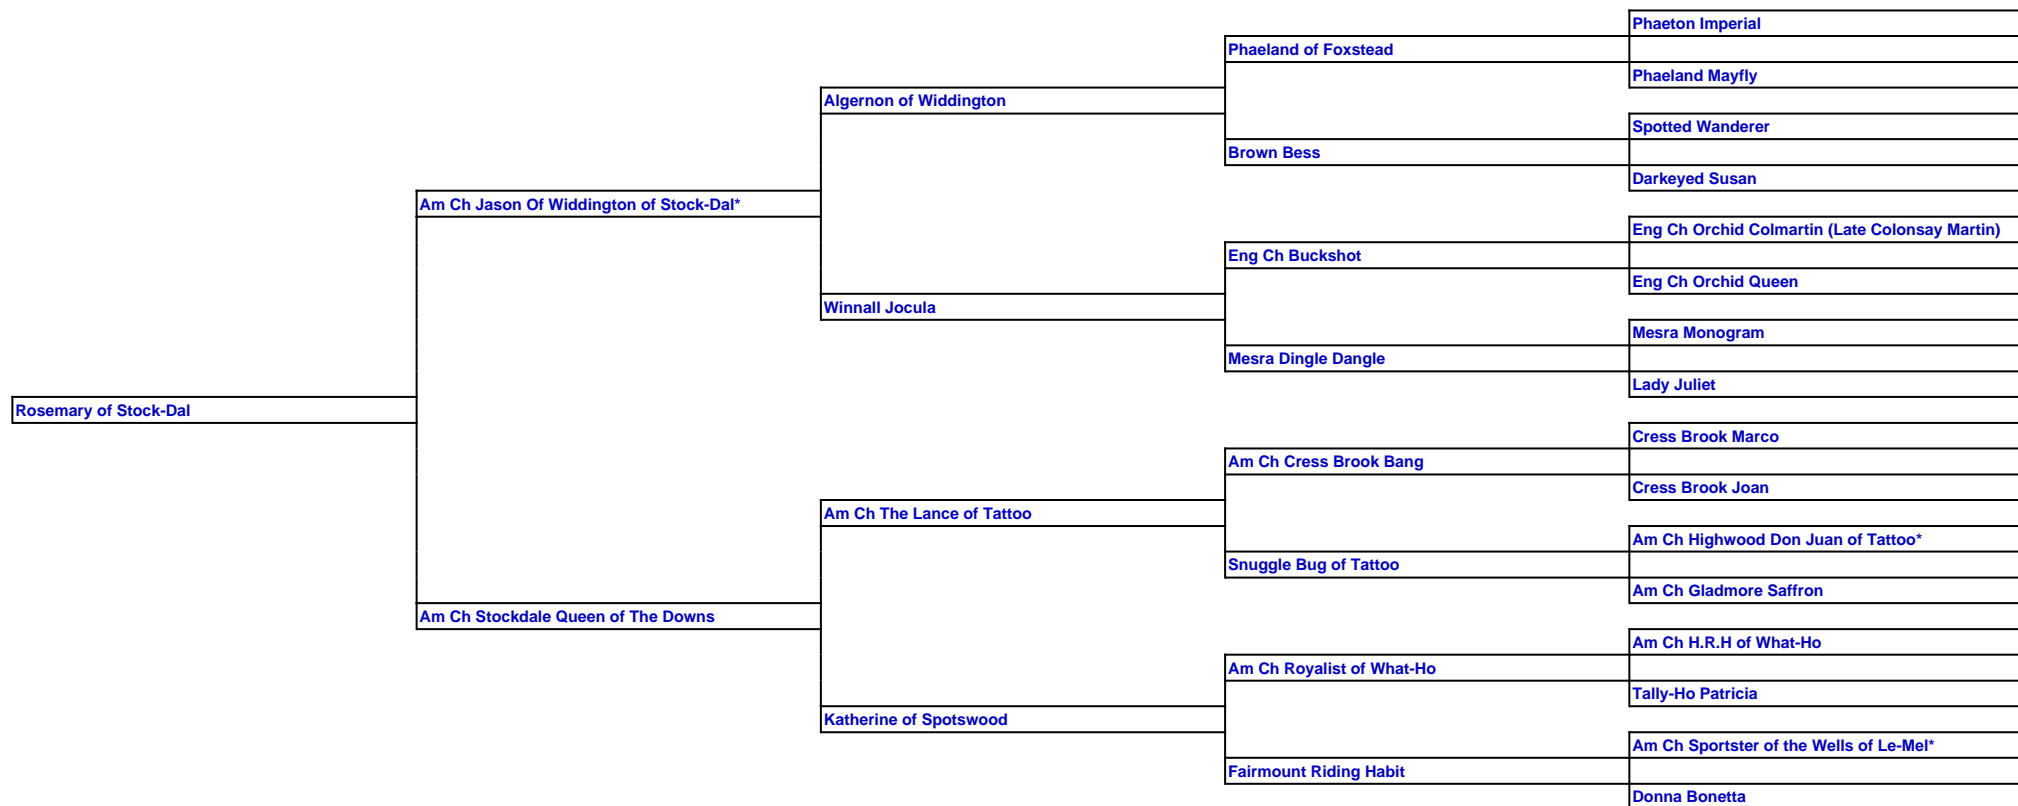 Phaeton Imperial
Phaeland of Foxstead
Phaeland Mayfly
Algernon of Widdington
Spotted Wanderer
Brown Bess
Darkeyed Susan
Am Ch Jason Of Widdington of Stock-Dal*
Eng Ch Orchid Colmartin (Late Colonsay Martin)
Eng Ch Buckshot
Eng Ch Orchid Queen
Winnall Jocula
Mesra Monogram
Mesra Dingle Dangle
Lady Juliet
Rosemary of Stock-Dal
Cress Brook Marco
Am Ch Cress Brook Bang
Cress Brook Joan
Am Ch The Lance of Tattoo
Am Ch Highwood Don Juan of Tattoo*
Snuggle Bug of Tattoo
Am Ch Gladmore Saffron
Am Ch Stockdale Queen of The Downs
Am Ch H.R.H of What-Ho
Am Ch Royalist of What-Ho
Tally-Ho Patricia
Katherine of Spotswood
Am Ch Sportster of the Wells of Le-Mel*
Fairmount Riding Habit
Donna Bonetta